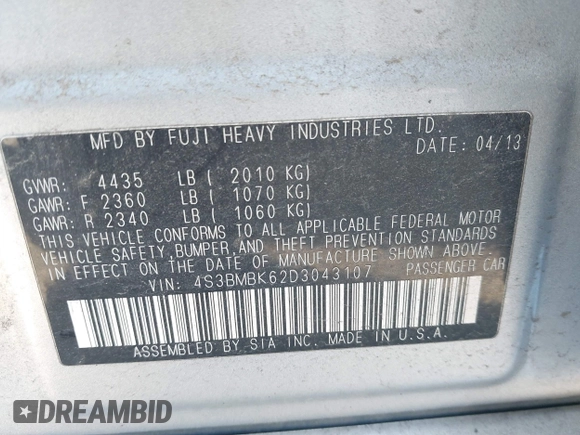 MFD BY FUJI HEAVY INDUSTRIES LTD.
DATE: 04/13
GVWR: 4435 LB ( 2010 KG)
GAWR: F 2360 LB ( 1070 KG)
GAWR: R 2340 LB ( 1060 KG)
THIS VEHICLE CONFORMS TO ALL APPLICABLE FEDERAL MOTOR
VEHICLE SAFETY,BUMPER,AND THEFT PREVENTION STANDARDS
IN EFFECT ON THE DATE OF MANUFACTURE SHOWN ABOVE.
VIN: 4S3BMBK62D3043107 PASSENGER CAR
ASSEMBLED BY SIA INC. MADE IN U.S.A.
DREAMBID